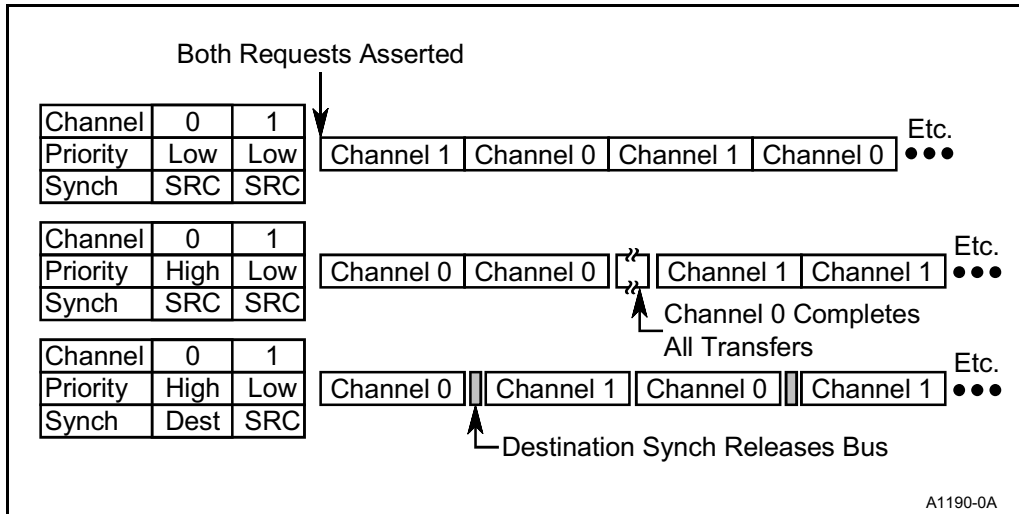 Both Requests Asserted
Channel 0 1
Priority Low Low
Synch SRC SRC
Channel 1 Channel 0 Channel 1 Channel 0 Etc.
Channel 0 1
Priority High Low
Synch SRC SRC
Channel 0 Channel 0 Channel 1 Channel 1 Etc.
Channel 0 Completes
All Transfers
Channel 0 1
Priority High Low
Synch Dest SRC
Channel 0 Channel 1 Channel 0 Channel 1 Etc.
Destination Synch Releases Bus
A1190-0A